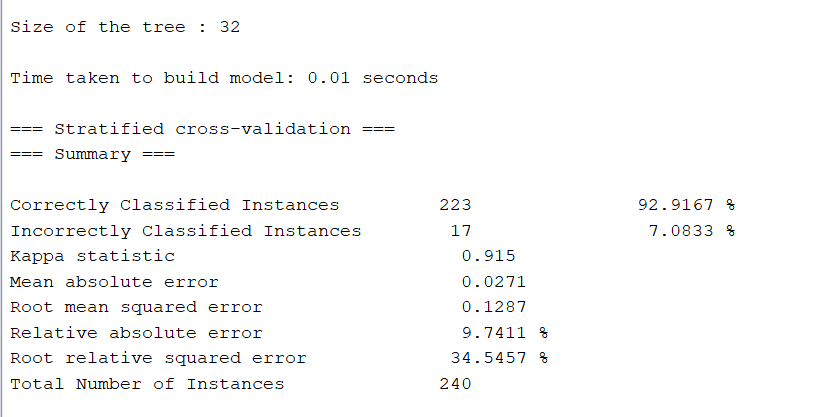 Size of the tree : 32
Time taken to build model: 0.01 seconds
=== Stratified cross-validation ===
=== Summary ===
Correctly Classified Instances 223 92.9167 %
Incorrectly Classified Instances 17 7.0833 %
Kappa statistic 0.915
Mean absolute error 0.0271
Root mean squared error 0.1287
Relative absolute error 9.7411 %
Root relative squared error 34.5457 %
Total Number of Instances 240